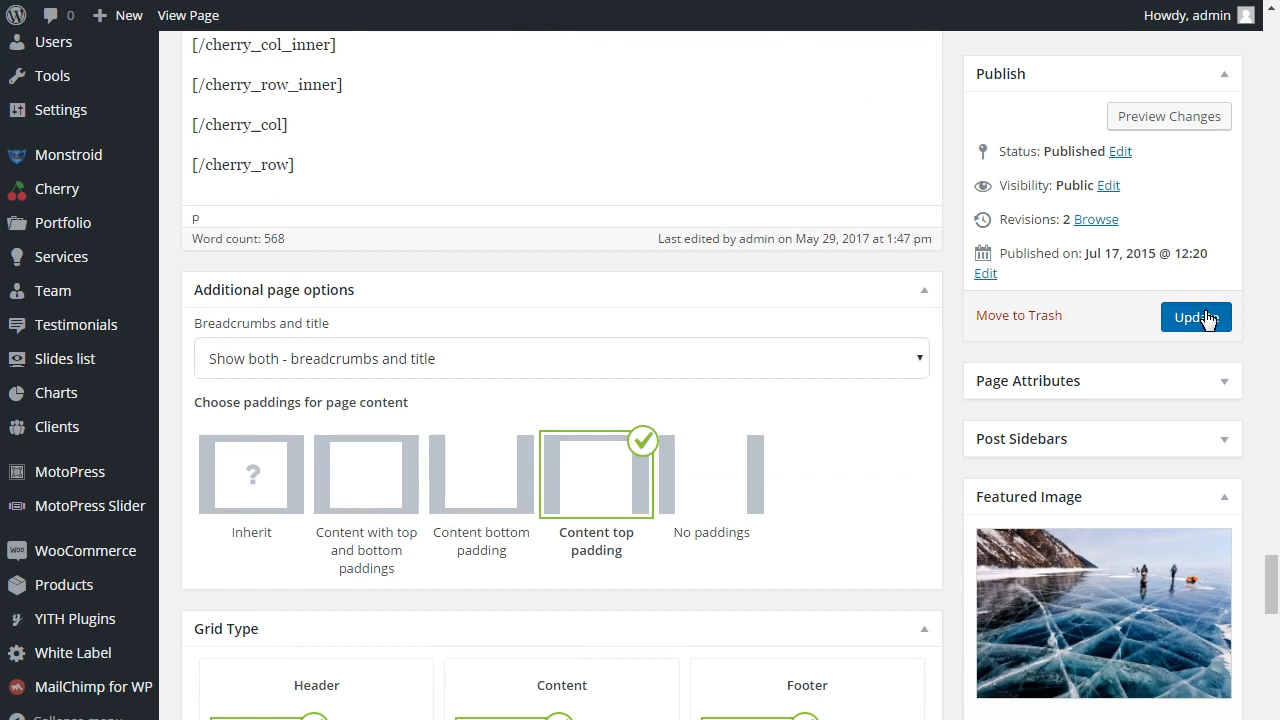 0
New
View Page
Howdy, admin
Users
Tools
Settings
Monstroid
Cherry
Portfolio
Services
Team
Testimonials
Slides list
Charts
Clients
MotoPress
MotoPress Slider
WooCommerce
Products
YITH Plugins
White Label
MailChimp for WP
Collapse menu
[/cherry_col_inner]
[/cherry_row_inner]
[/cherry_col]
[/cherry_row]
p
Word count: 568
Last edited by admin on May 29, 2017 at 1:47 pm
Additional page options
Breadcrumbs and title
Show both - breadcrumbs and title
Choose paddings for page content
?
Inherit
Content with top
and bottom
paddings
Content bottom
padding
Content top
padding
No paddings
Grid Type
Header
Content
Footer
Publish
Preview Changes
Status: Published Edit
Visibility: Public Edit
Revisions: 2 Browse
Published on: Jul 17, 2015 @ 12:20
Edit
Move to Trash
Update
Page Attributes
Post Sidebars
Featured Image